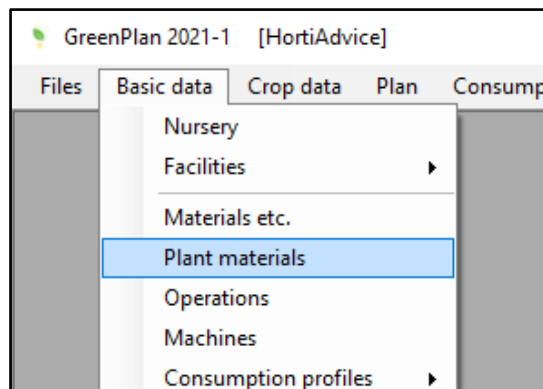 GreenPlan 2021-1 [HortiAdvice]
Files Basic data Crop data Plan Consump
Nursery
Facilities
Materials etc.
Plant materials
Operations
Machines
Consumption profiles